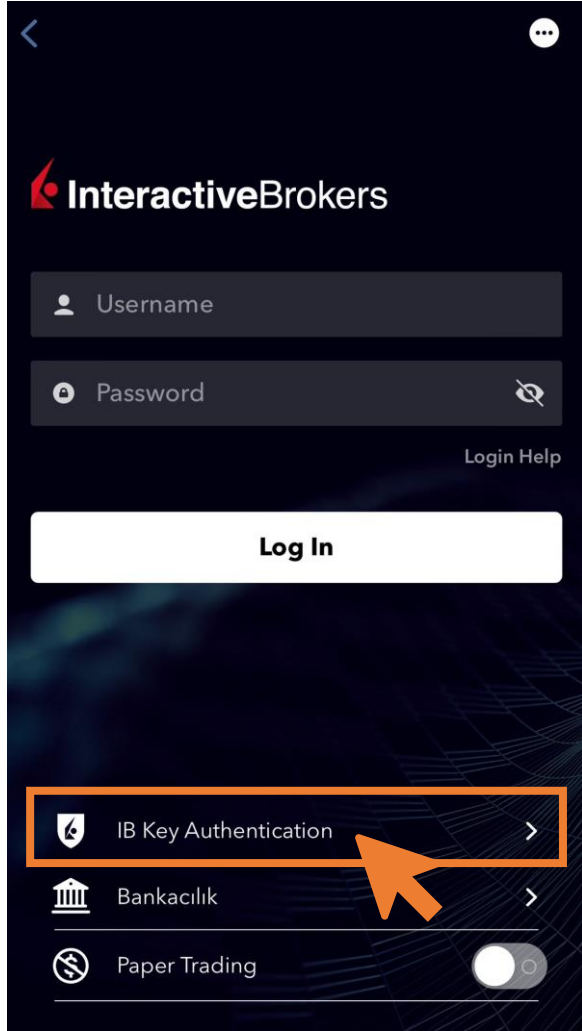 InteractiveBrokers
Username
Password
Login Help
Log In
IB Key Authentication
Bankacılık
Paper Trading